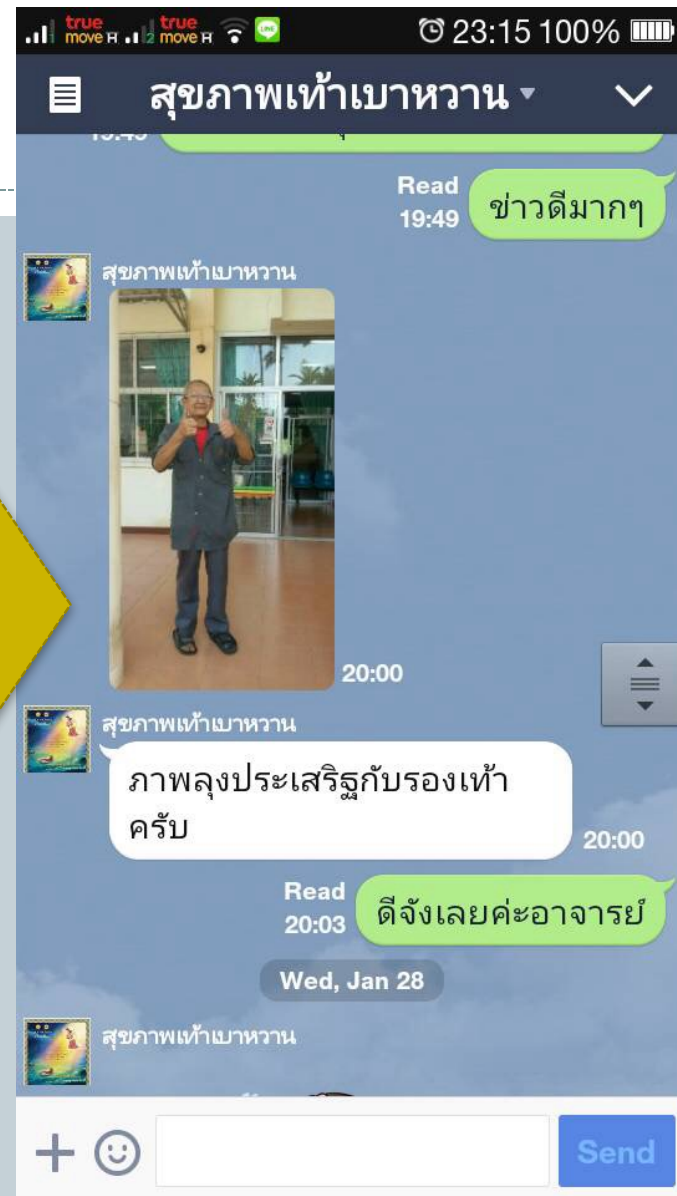 true true
move H 2 move H LINE 23:15 100%
สุขภาพเท้าเบาหวาน
Read
19:49 ข่าวดีมากๆ
สุขภาพเท้าเบาหวาน
20:00
สุขภาพเท้าเบาหวาน
ภาพลุงประเสริฐกับรองเท้า
ครับ
20:00
Read
20:03 ดีจังเลยค่ะอาจารย์
Wed, Jan 28
สุขภาพเท้าเบาหวาน
Send